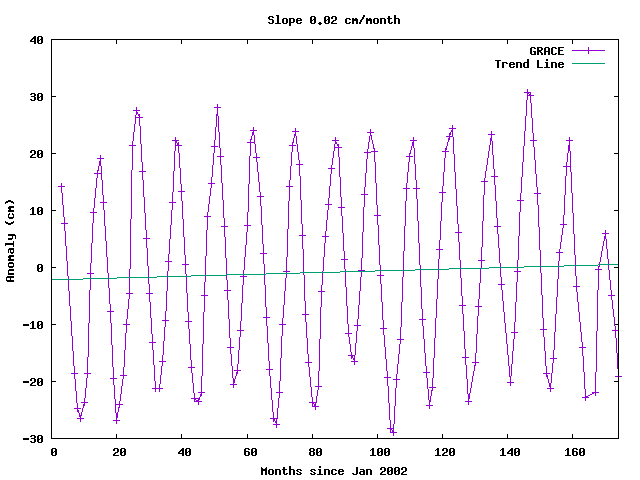 Slope 0.02 cm/month
GRACE
Trend Line
Anomaly (cm)
40
30
20
10
0
-10
-20
-30
0 20 40 60 80 100 120 140 160
Months since Jan 2002